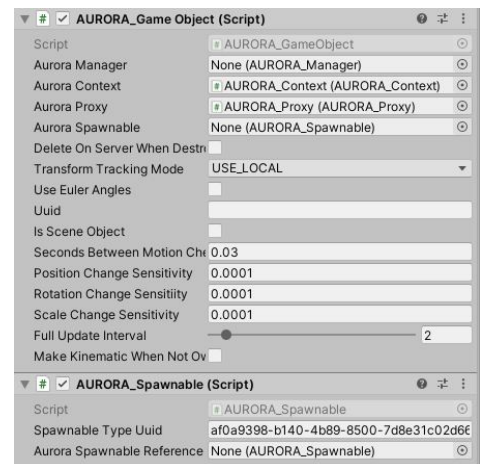 AURORA_Game Object (Script)
Script AURORA_GameObject
Aurora Manager None (AURORA_Manager)
Aurora Context AURORA_Context (AURORA_Context)
Aurora Proxy AURORA_Proxy (AURORA_Proxy)
Aurora Spawnable None (AURORA_Spawnable)
Delete On Server When Destr
Transform Tracking Mode USE_LOCAL
Use Euler Angles
Uuid
Is Scene Object
Seconds Between Motion Che 0.03
Position Change Sensitivity 0.0001
Rotation Change Sensitiity 0.0001
Scale Change Sensitivity 0.0001
Full Update Interval 2
Make Kinematic When Not Ow
AURORA_Spawnable (Script)
Script AURORA_Spawnable
Spawnable Type Uuid af0a9398-b140-4b89-8500-7d8e31c02d66
Aurora Spawnable Reference None (AURORA_Spawnable)